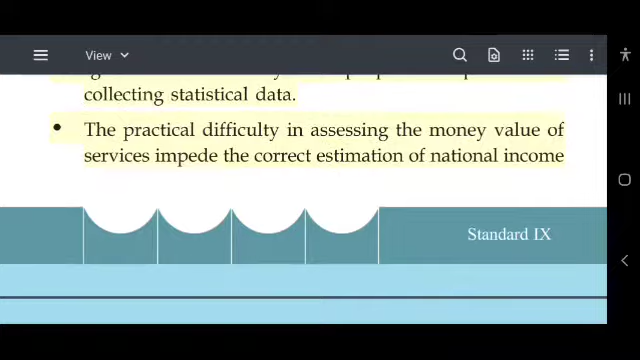 View
collecting statistical data.
• The practical difficulty in assessing the money value of
services impede the correct estimation of national income
Standard IX